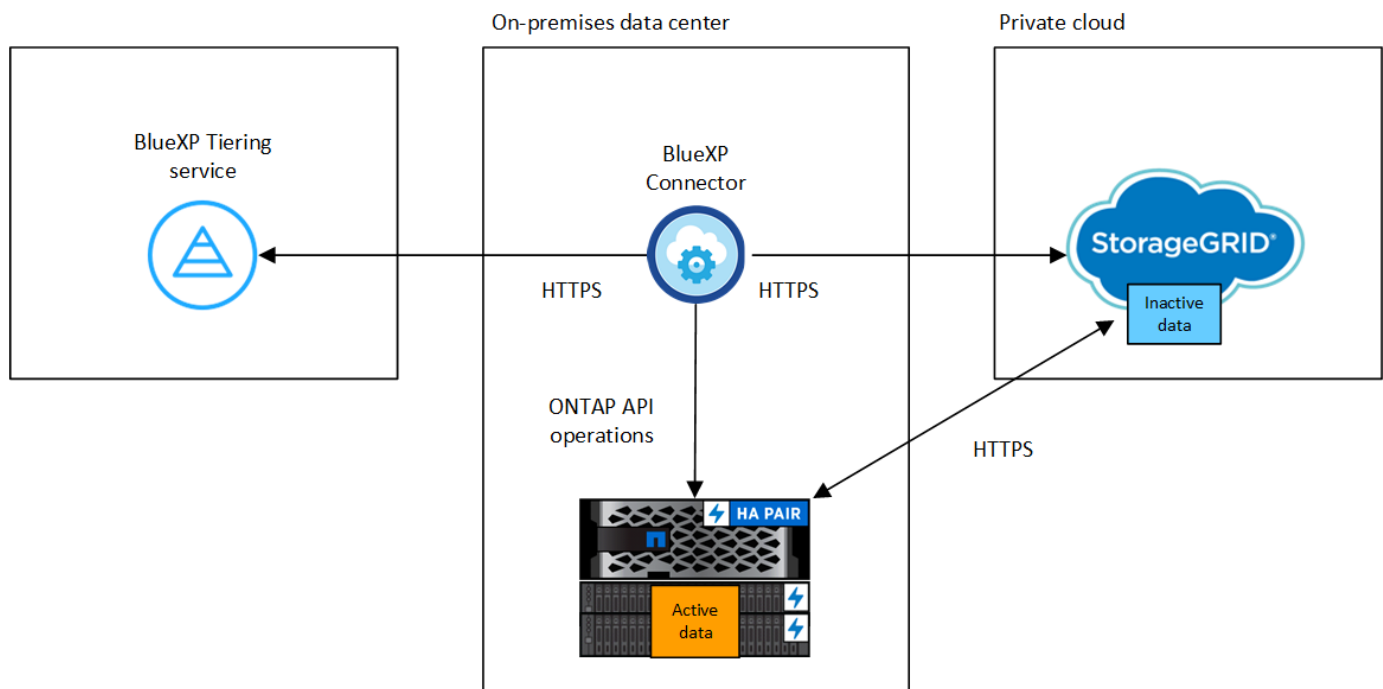 On-premises data center
Private cloud
BlueXP Tiering
service
BlueXP
Connector
StorageGRID®
Inactive
data
HTTPS
HTTPS
ONTAP API
operations
HTTPS
HA PAIR
Active
data